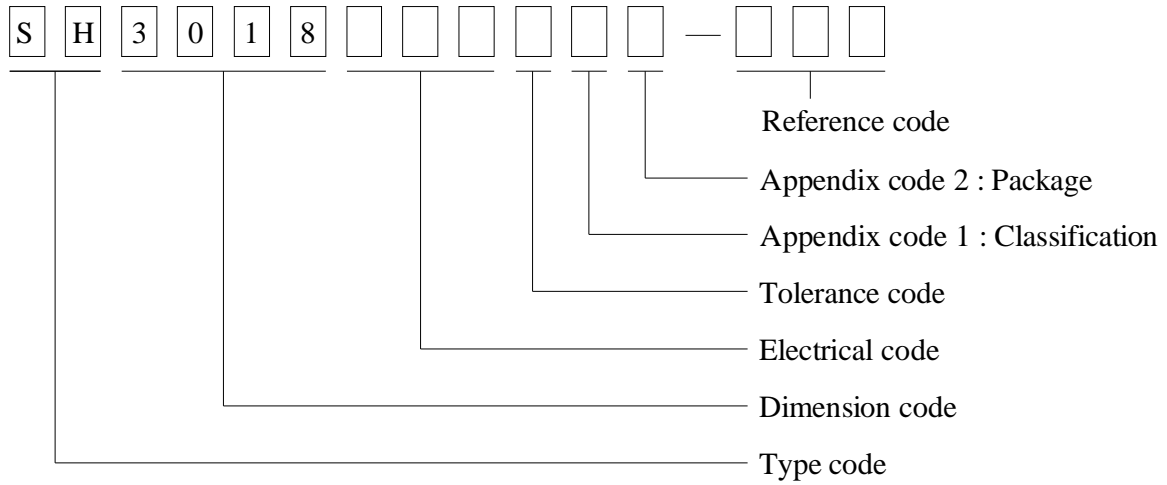 S H 3 0 1 8 —
Reference code
Appendix code 2 : Package
Appendix code 1 : Classification
Tolerance code
Electrical code
Dimension code
Type code